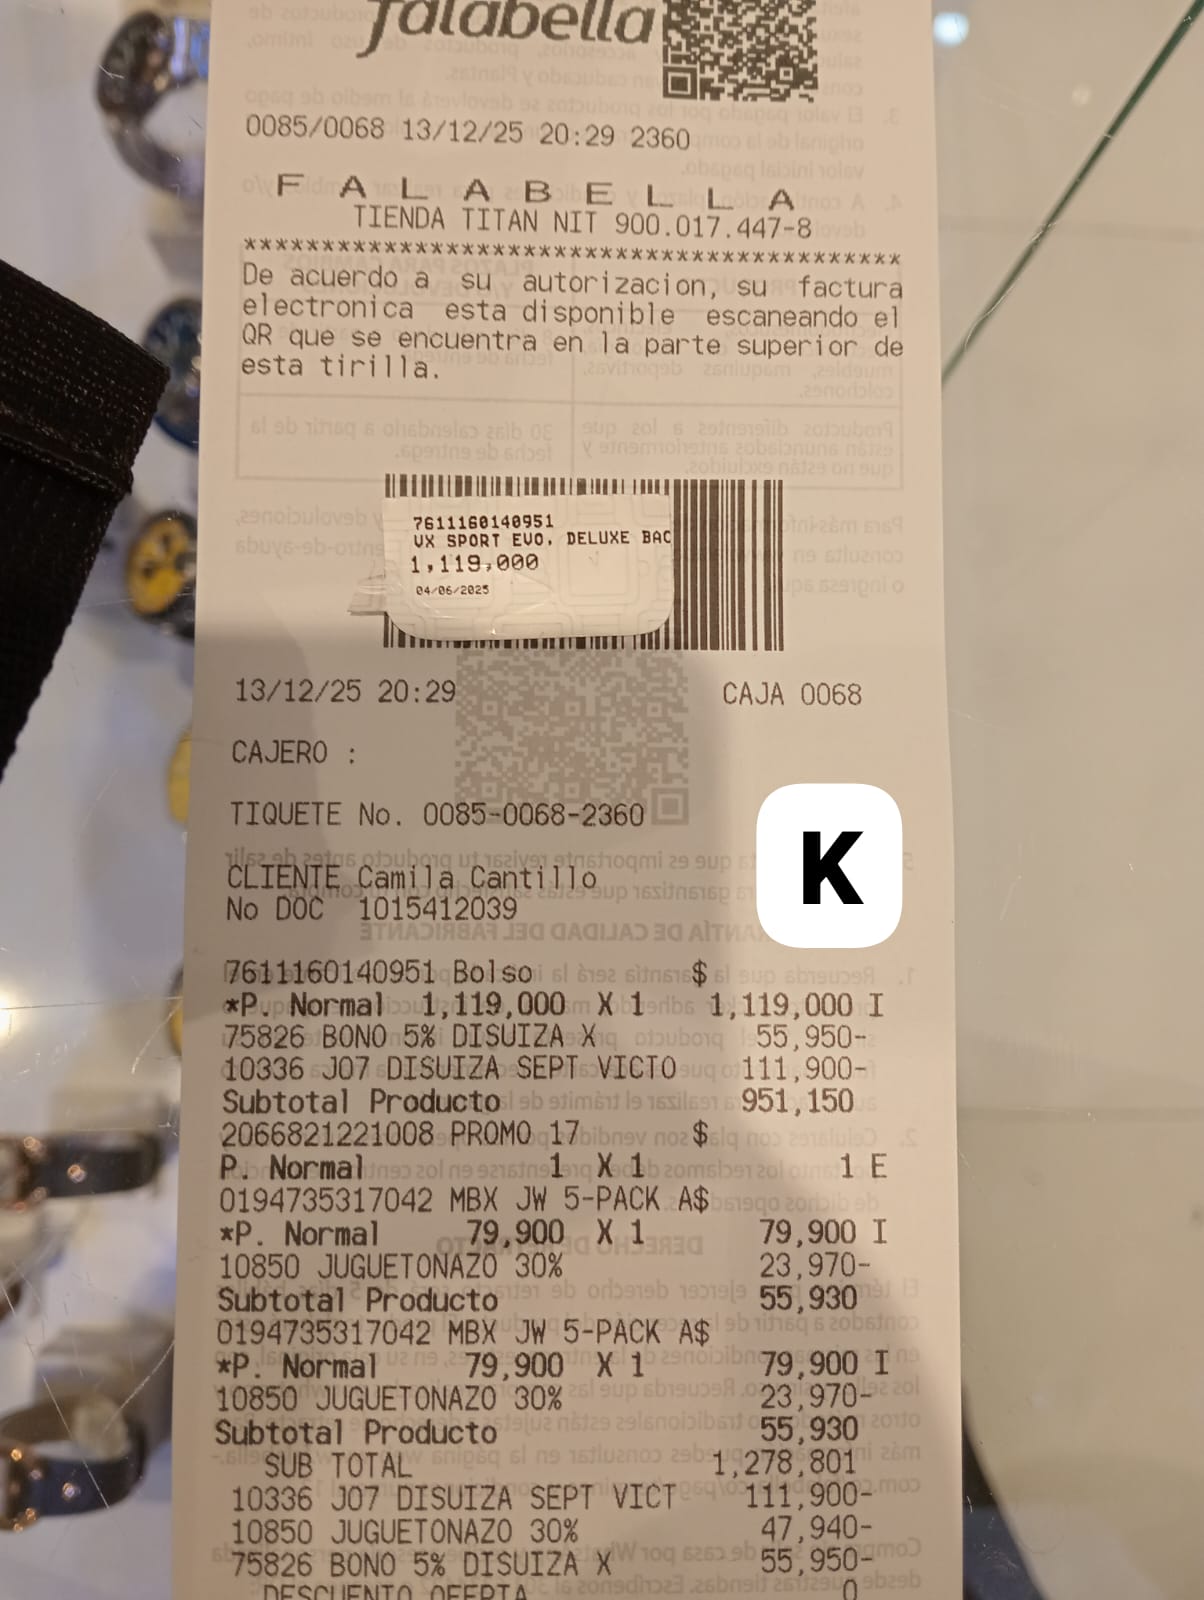 falabella
0085/0068 13/12/25 20:29 2360
F A L A B E L L A
TIENDA TITAN NIT 900.017.447-8
******************************************
De acuerdo a su autorizacion, su factura
electronica esta disponible escaneando el
QR que se encuentra en la parte superior de
esta tirilla.
7611160140951
VX SPORT EVO. DELUXE BAC
1,119,000
04/06/2025
13/12/25 20:29 CAJA 0068
CAJERO :
TIQUETE No. 0085-0068-2360
K
CLIENTE Camila Cantillo
No DOC 1015412039
7611160140951 Bolso $
*P. Normal 1,119,000 X 1 1,119,000 I
75826 BONO 5% DISUIZA X 55,950-
10336 J07 DISUIZA SEPT VICTO 111,900-
Subtotal Producto 951,150
2066821221008 PROMO 17 $
P. Normal 1 X 1 1 E
0194735317042 MBX JW 5-PACK A$
*P. Normal 79,900 X 1 79,900 I
10850 JUGUETONAZO 30% 23,970-
Subtotal Producto 55,930
0194735317042 MBX JW 5-PACK A$
*P. Normal 79,900 X 1 79,900 I
10850 JUGUETONAZO 30% 23,970-
Subtotal Producto 55,930
SUB TOTAL 1,278,801
10336 J07 DISUIZA SEPT VICT 111,900-
10850 JUGUETONAZO 30% 47,940-
75826 BONO 5% DISUIZA X 55,950-
DESCUENTO OFERTA 0